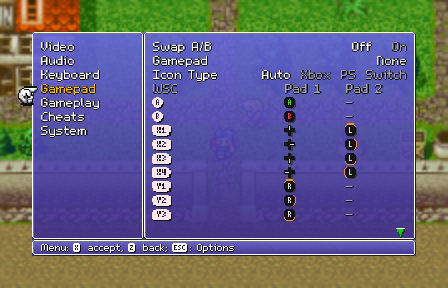 Video
Audio
Keyboard
Gamepad
Gameplay
Cheats
System
Swap A/B Off On
Gamepad None
Icon Type Auto Xbox PS Switch
WSC Pad 1 Pad 2
A A –
B B –
X1 L
X2 L
X3 L
X4 L
Y1 R –
Y2 R –
Y3 R –
Menu: X accept, Z back, ESC: Options